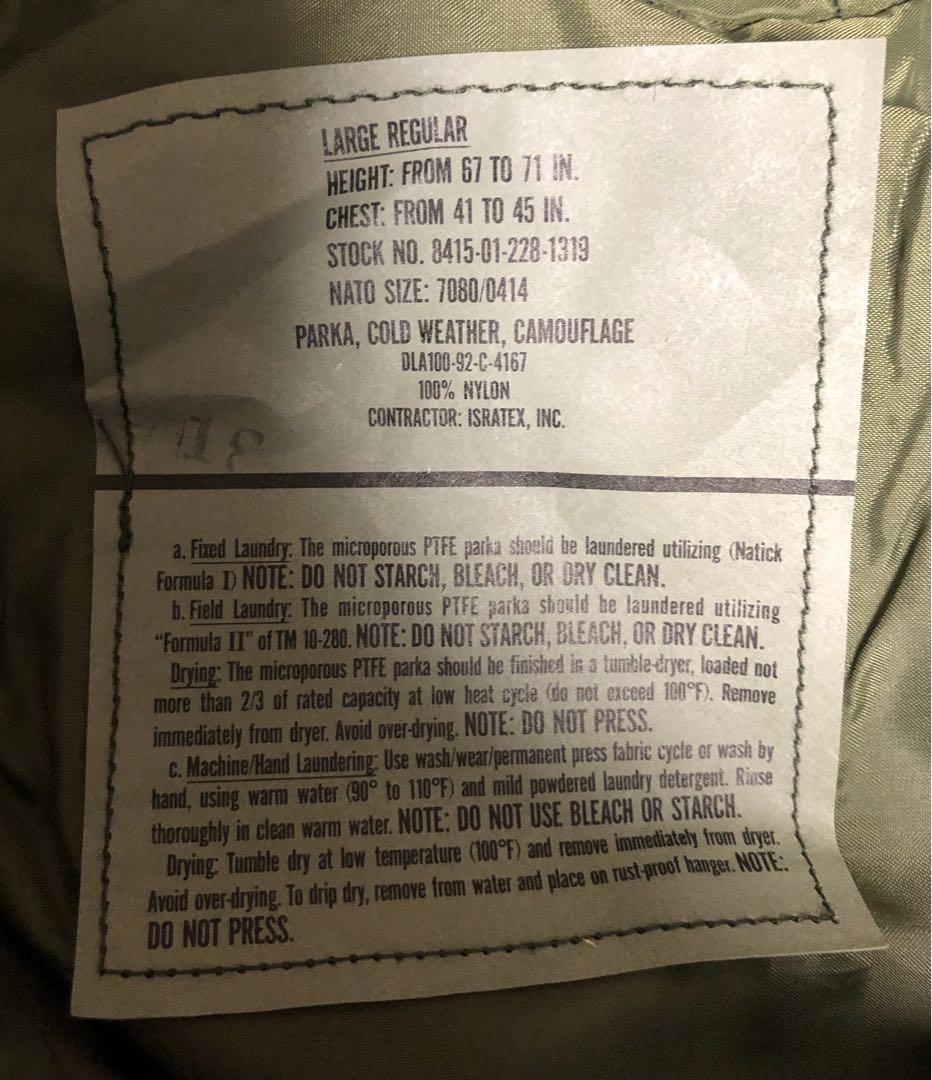 LARGE REGULAR
HEIGHT: FROM 67 TO 71 IN.
CHEST: FROM 41 TO 45 IN.
STOCK NO. 8415-01-228-1319
NATO SIZE: 7080/0414
PARKA, COLD WEATHER, CAMOUFLAGE
DLA100-92-C-4167
100% NYLON
CONTRACTOR: ISRATEX, INC.
a. Fixed Laundry: The microporous PTFE parka should be laundered utilizing (Natick
Formula I) NOTE: DO NOT STARCH, BLEACH, OR DRY CLEAN.
b. Field Laundry: The microporous PTFE parka should be laundered utilizing
"Formula II" of TM 10-280. NOTE: DO NOT STARCH, BLEACH, OR DRY CLEAN.
Drying: The microporous PTFE parka should be finished in a tumble-dryer, loaded not
more than 2/3 of rated capacity at low heat cycle (do not exceed 100°F). Remove
immediately from dryer. Avoid over-drying. NOTE: DO NOT PRESS.
c. Machine/Hand Laundering: Use wash/wear/permanent press fabric cycle or wash by
hand, using warm water (90° to 110°F) and mild powdered laundry detergent. Rinse
thoroughly in clean warm water. NOTE: DO NOT USE BLEACH OR STARCH.
Drying: Tumble dry at low temperature (100°F) and remove immediately from dryer.
Avoid over-drying. To drip dry, remove from water and place on rust-proof hanger. NOTE:
DO NOT PRESS.